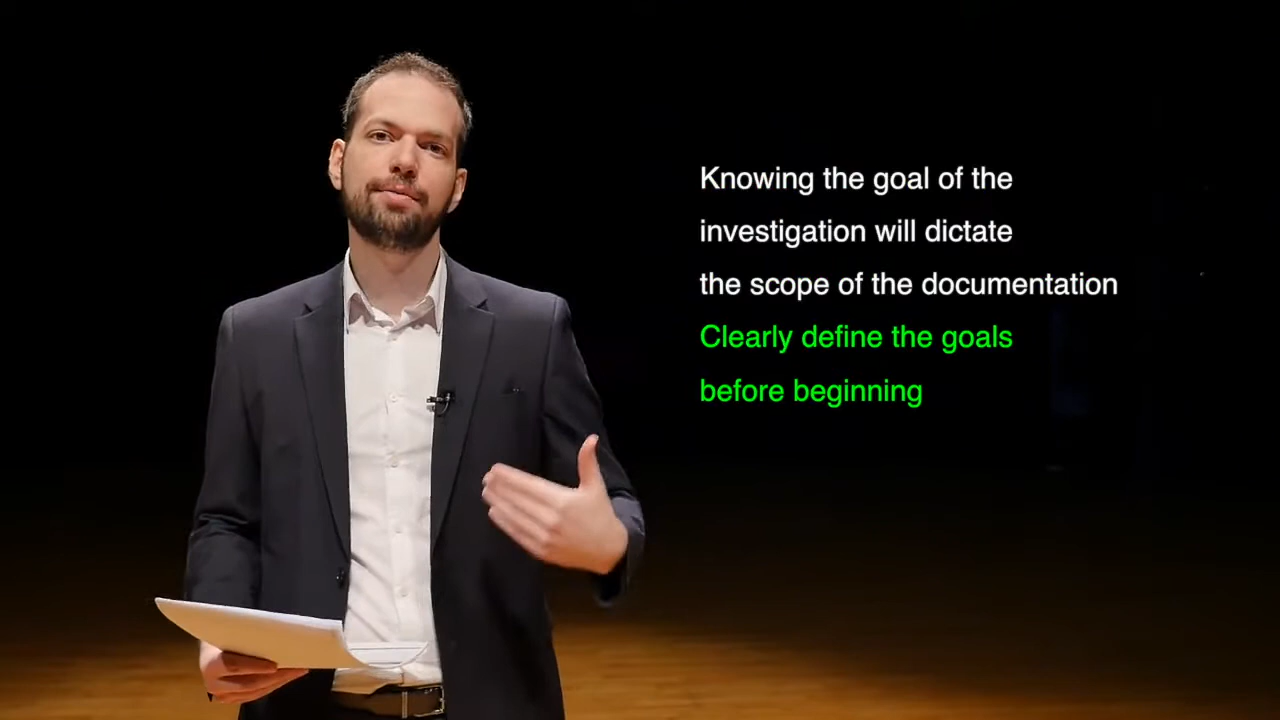 Knowing the goal of the
investigation will dictate
the scope of the documentation
Clearly define the goals
before beginning